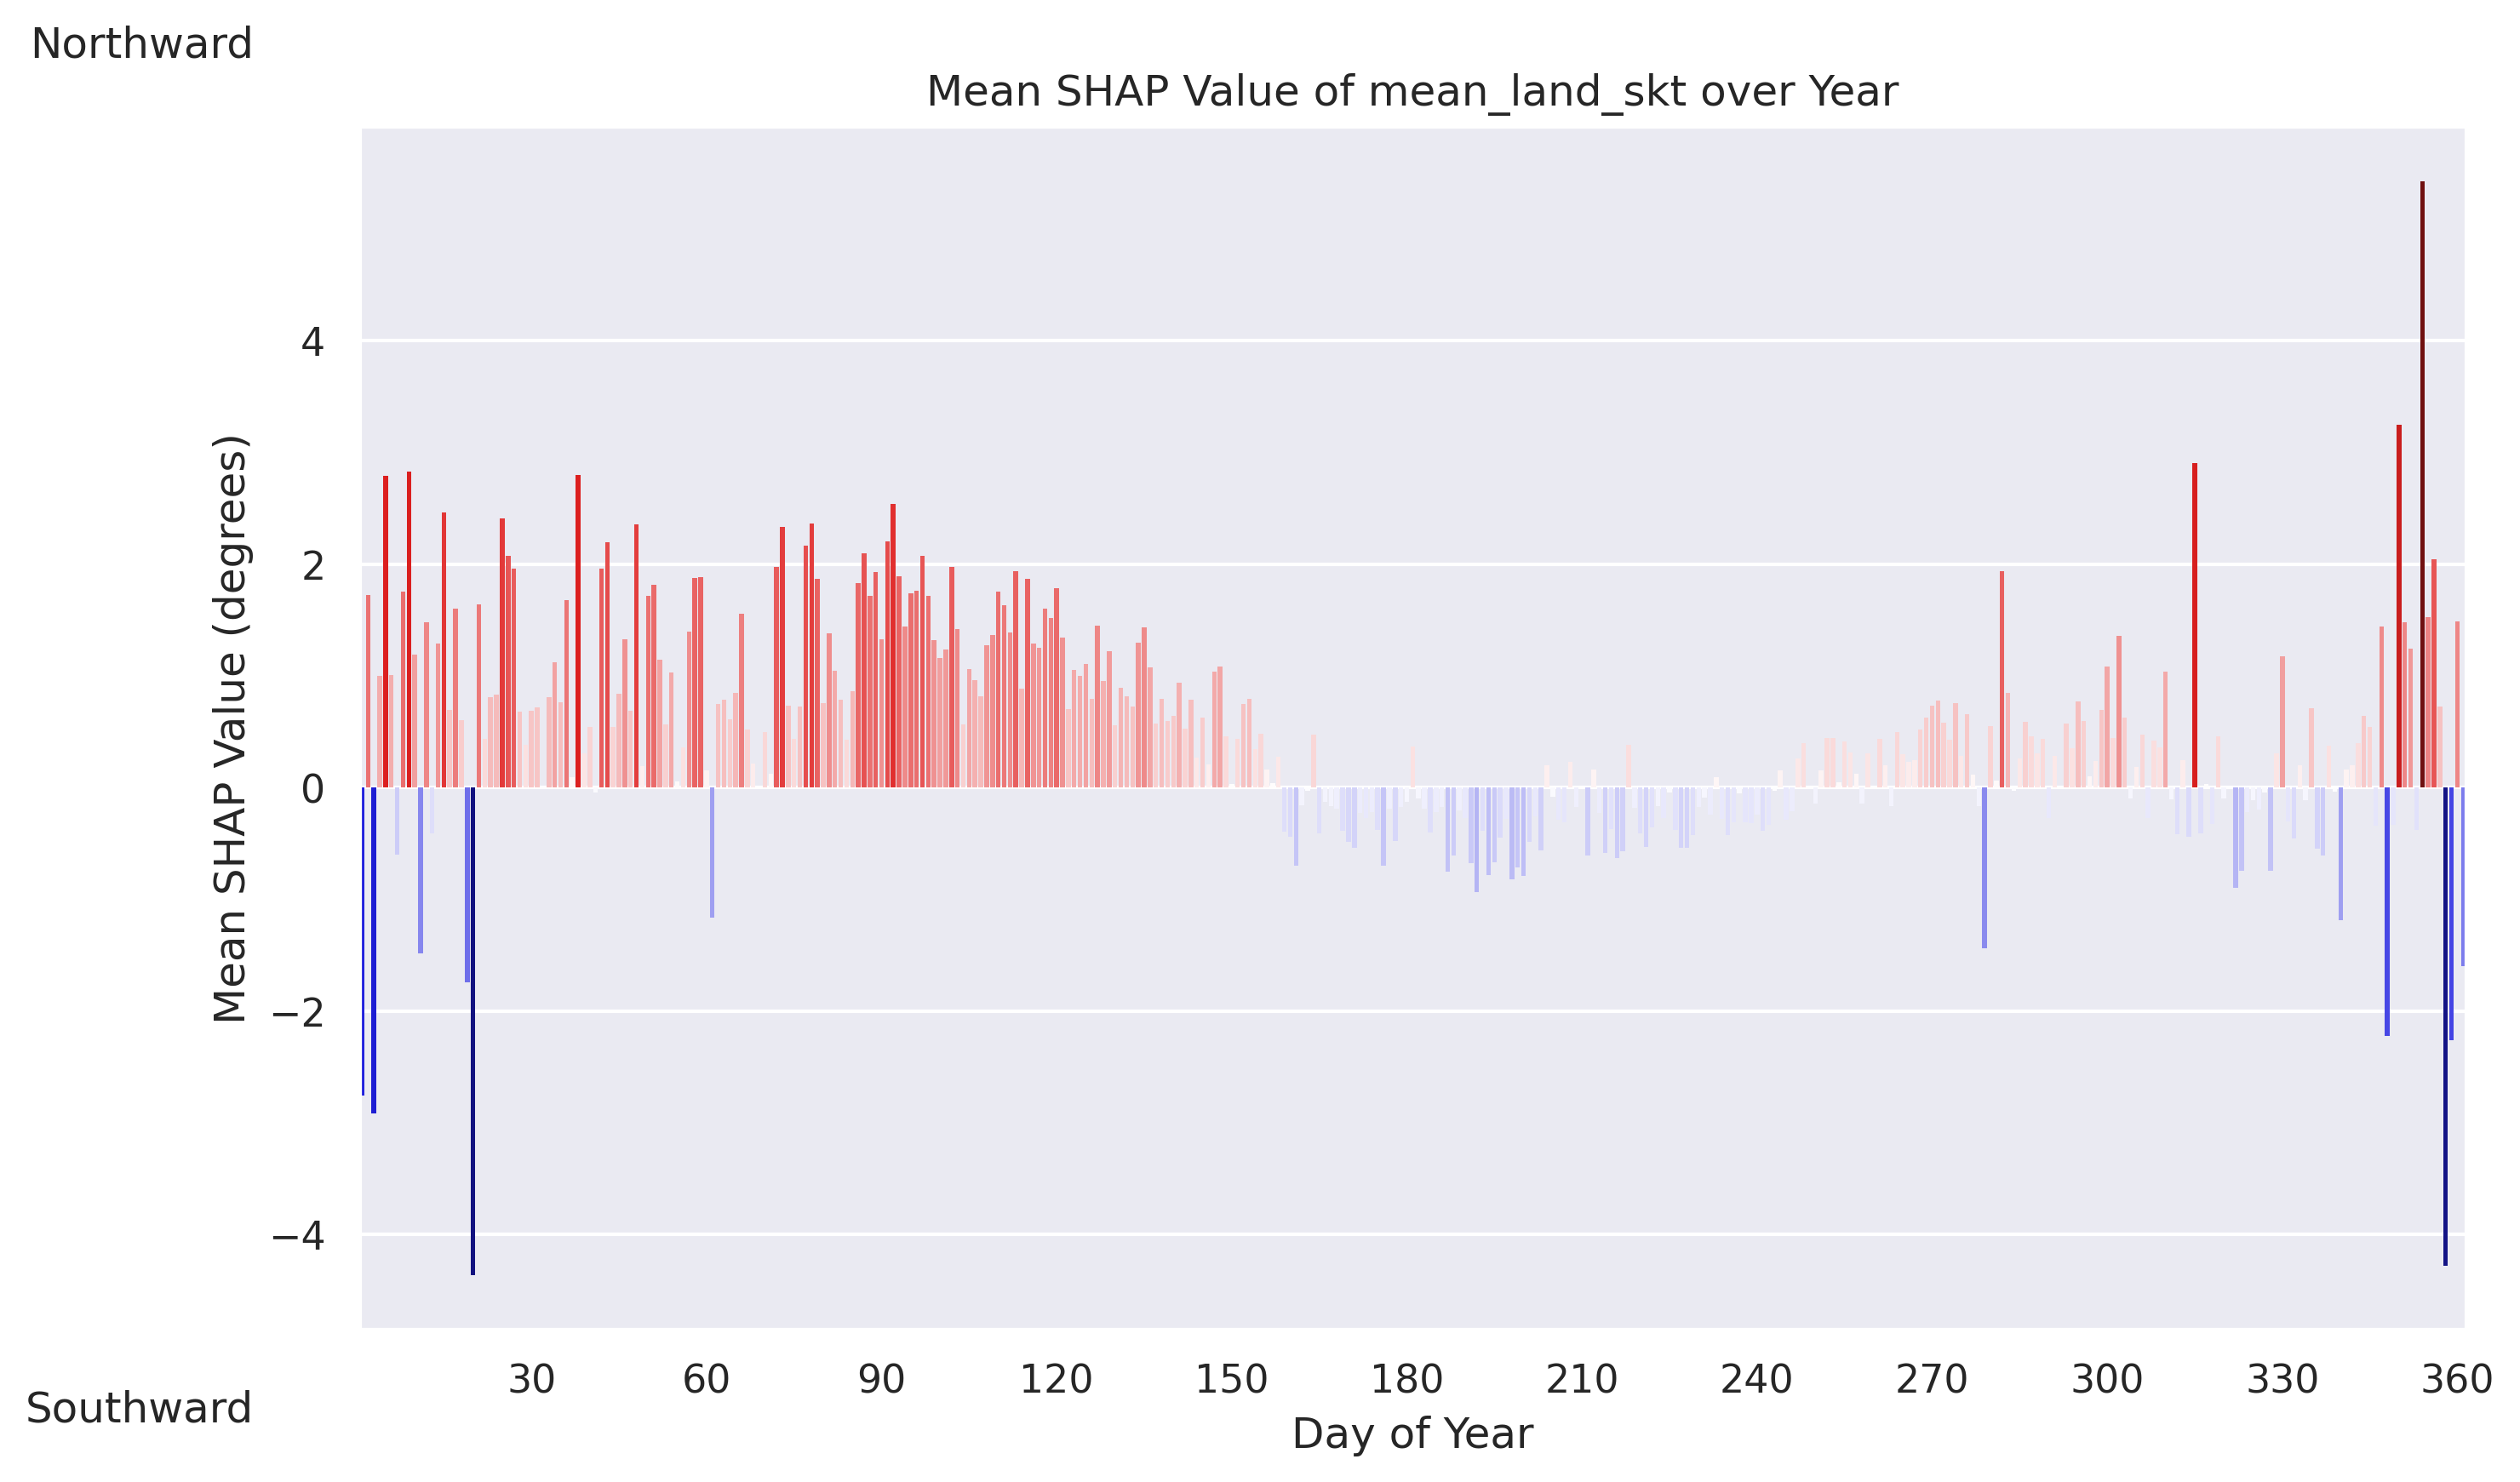 Northward
Mean SHAP Value of mean_land_skt over Year
Mean SHAP Value (degrees)
4
2
0
−2
−4
30 60 90 120 150 180 210 240 270 300 330 360
Southward
Day of Year